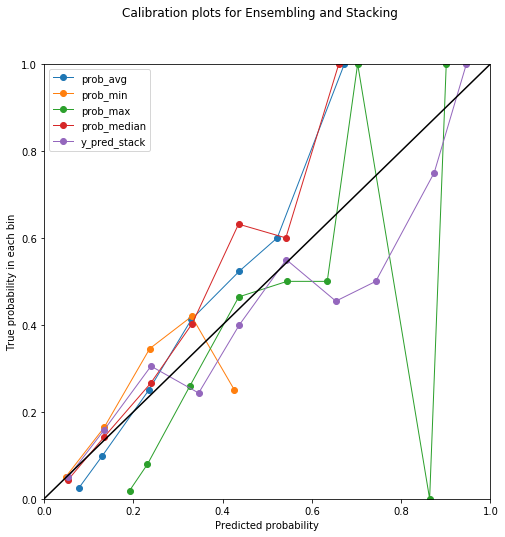 Calibration plots for Ensembling and Stacking
1.0
prob_avg
prob_min
prob_max
prob_median
y_pred_stack
0.8
0.6
0.4
0.2
0.0
True probability in each bin
0.0 0.2 0.4 0.6 0.8 1.0
Predicted probability